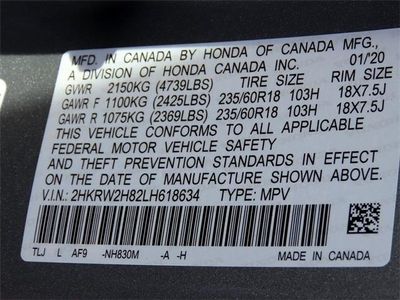 MFD. IN CANADA BY HONDA OF CANADA MFG.,
A DIVISION OF HONDA CANADA INC. 01/'20
GVWR 2150KG (4739LBS) TIRE SIZE RIM SIZE
GAWR F 1100KG (2425LBS) 235/60R18 103H 18X7.5J
GAWR R 1075KG (2369LBS) 235/60R18 103H 18X7.5J
THIS VEHICLE CONFORMS TO ALL APPLICABLE
FEDERAL MOTOR VEHICLE SAFETY
STANDARDS IN EFFECT
ON THE DATE OF MANUFACTURE SHOWN ABOVE.
V.I.N.: 2HKRW2H82LH618634 TYPE: MPV
TLJ L AF9 -NH830M -A -H MADE IN CANADA